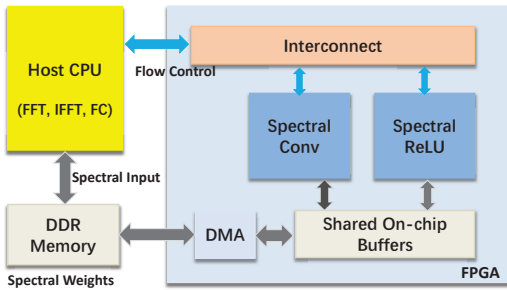 Host CPU
(FFT, IFFT, FC)
Flow Control
Interconnect
Spectral
Conv
Spectral
ReLU
Spectral Input
DDR
Memory
DMA
Shared On-chip
Buffers
Spectral Weights
FPGA